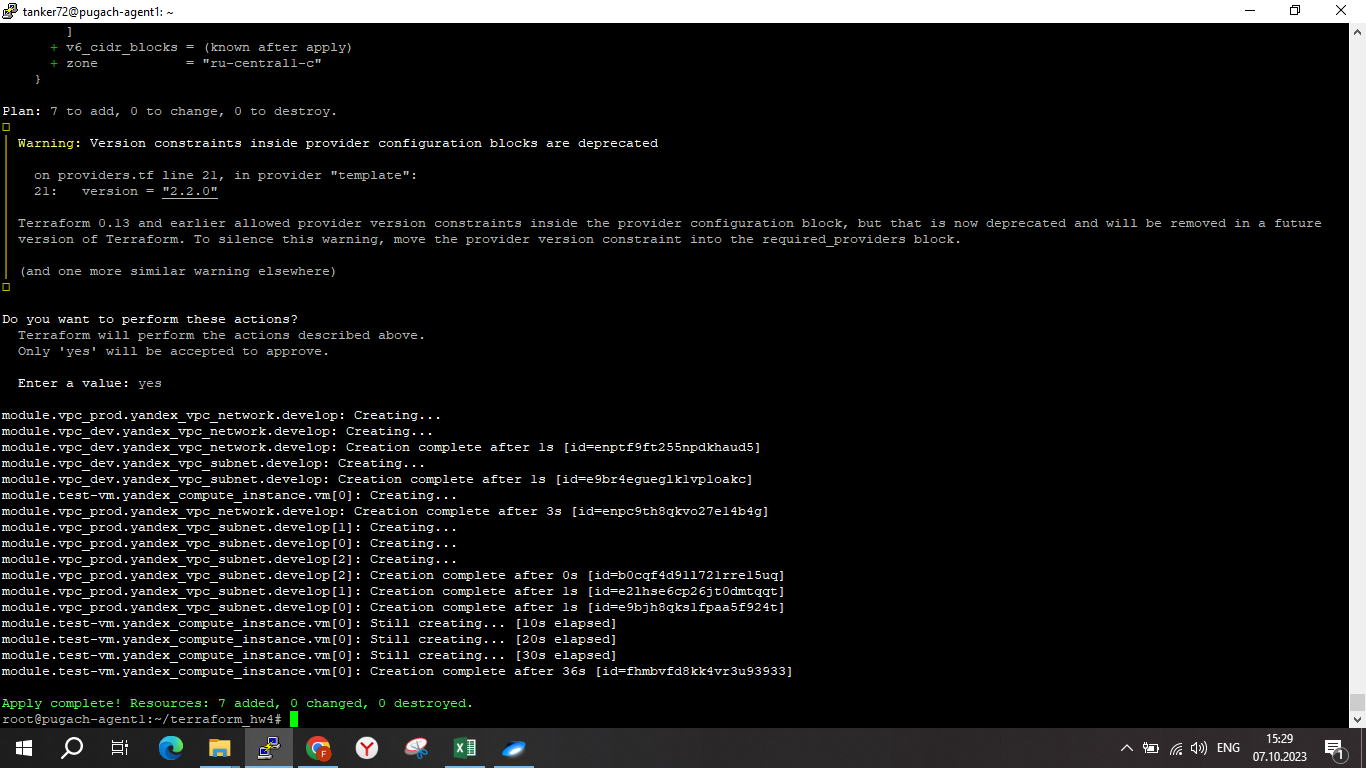 tanker72@pugach-agent1: ~
]
+ v6_cidr_blocks = (known after apply)
+ zone = "ru-central1-c"
}
Plan: 7 to add, 0 to change, 0 to destroy.
Warning: Version constraints inside provider configuration blocks are deprecated
on providers.tf line 21, in provider "template":
21: version = "2.2.0"
Terraform 0.13 and earlier allowed provider version constraints inside the provider configuration block, but that is now deprecated and will be removed in a future
version of Terraform. To silence this warning, move the provider version constraint into the required_providers block.
(and one more similar warning elsewhere)
Do you want to perform these actions?
Terraform will perform the actions described above.
Only 'yes' will be accepted to approve.
Enter a value: yes
module.vpc_prod.yandex_vpc_network.develop: Creating...
module.vpc_dev.yandex_vpc_network.develop: Creating...
module.vpc_dev.yandex_vpc_network.develop: Creation complete after 1s [id=enptf9ft255npdkhaud5]
module.vpc_dev.yandex_vpc_subnet.develop: Creating...
module.vpc_dev.yandex_vpc_subnet.develop: Creation complete after 1s [id=e9br4egueglklvploakc]
module.test-vm.yandex_compute_instance.vm[0]: Creating...
module.vpc_prod.yandex_vpc_network.develop: Creation complete after 3s [id=enpc9th8qkvo27el4b4g]
module.vpc_prod.yandex_vpc_subnet.develop[1]: Creating...
module.vpc_prod.yandex_vpc_subnet.develop[0]: Creating...
module.vpc_prod.yandex_vpc_subnet.develop[2]: Creating...
module.vpc_prod.yandex_vpc_subnet.develop[2]: Creation complete after 0s [id=b0cqf4d91l721rrel5uq]
module.vpc_prod.yandex_vpc_subnet.develop[1]: Creation complete after 1s [id=e2lhse6cp26jt0dmtqqt]
module.vpc_prod.yandex_vpc_subnet.develop[0]: Creation complete after 1s [id=e9bjh8qkslfpaa5f924t]
module.test-vm.yandex_compute_instance.vm[0]: Still creating... [10s elapsed]
module.test-vm.yandex_compute_instance.vm[0]: Still creating... [20s elapsed]
module.test-vm.yandex_compute_instance.vm[0]: Still creating... [30s elapsed]
module.test-vm.yandex_compute_instance.vm[0]: Creation complete after 36s [id=fhmbvfd8kk4vr3u93933]
Apply complete! Resources: 7 added, 0 changed, 0 destroyed.
root@pugach-agent1:~/terraform_hw4#
ENG
15:29
07.10.2023
1